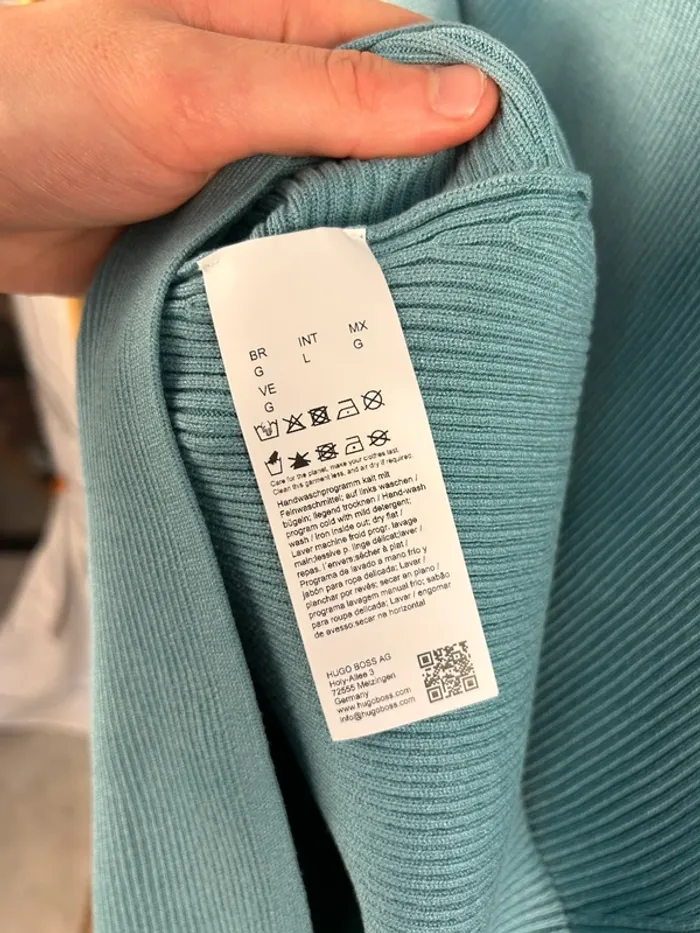 BR INT MX
G L G
VE
G
Care for the planet, make your clothes last.
Clean this garment less, and air dry if required.
Handwaschprogramm kalt mit
Feinwaschmittel; auf links waschen /
bügeln; liegend trocknen / Hand-wash
program cold with mild detergent;
wash / Iron inside out; dry flat /
Laver machine froid progr. lavage
main;lessive p. linge délicat;laver /
repas. l'envers;sécher à plat /
Programa de lavado a mano frío y
jabón para ropa delicada; Lavar /
planchar por revés; secar en plano /
programa lavagem manual frio; sabão
para roupa delicada; Lavar / engomar
de avesso;secar na horizontal
HUGO BOSS AG
Holy-Allee 3
72555 Metzingen
Germany
www.hugoboss.com
info@hugoboss.com